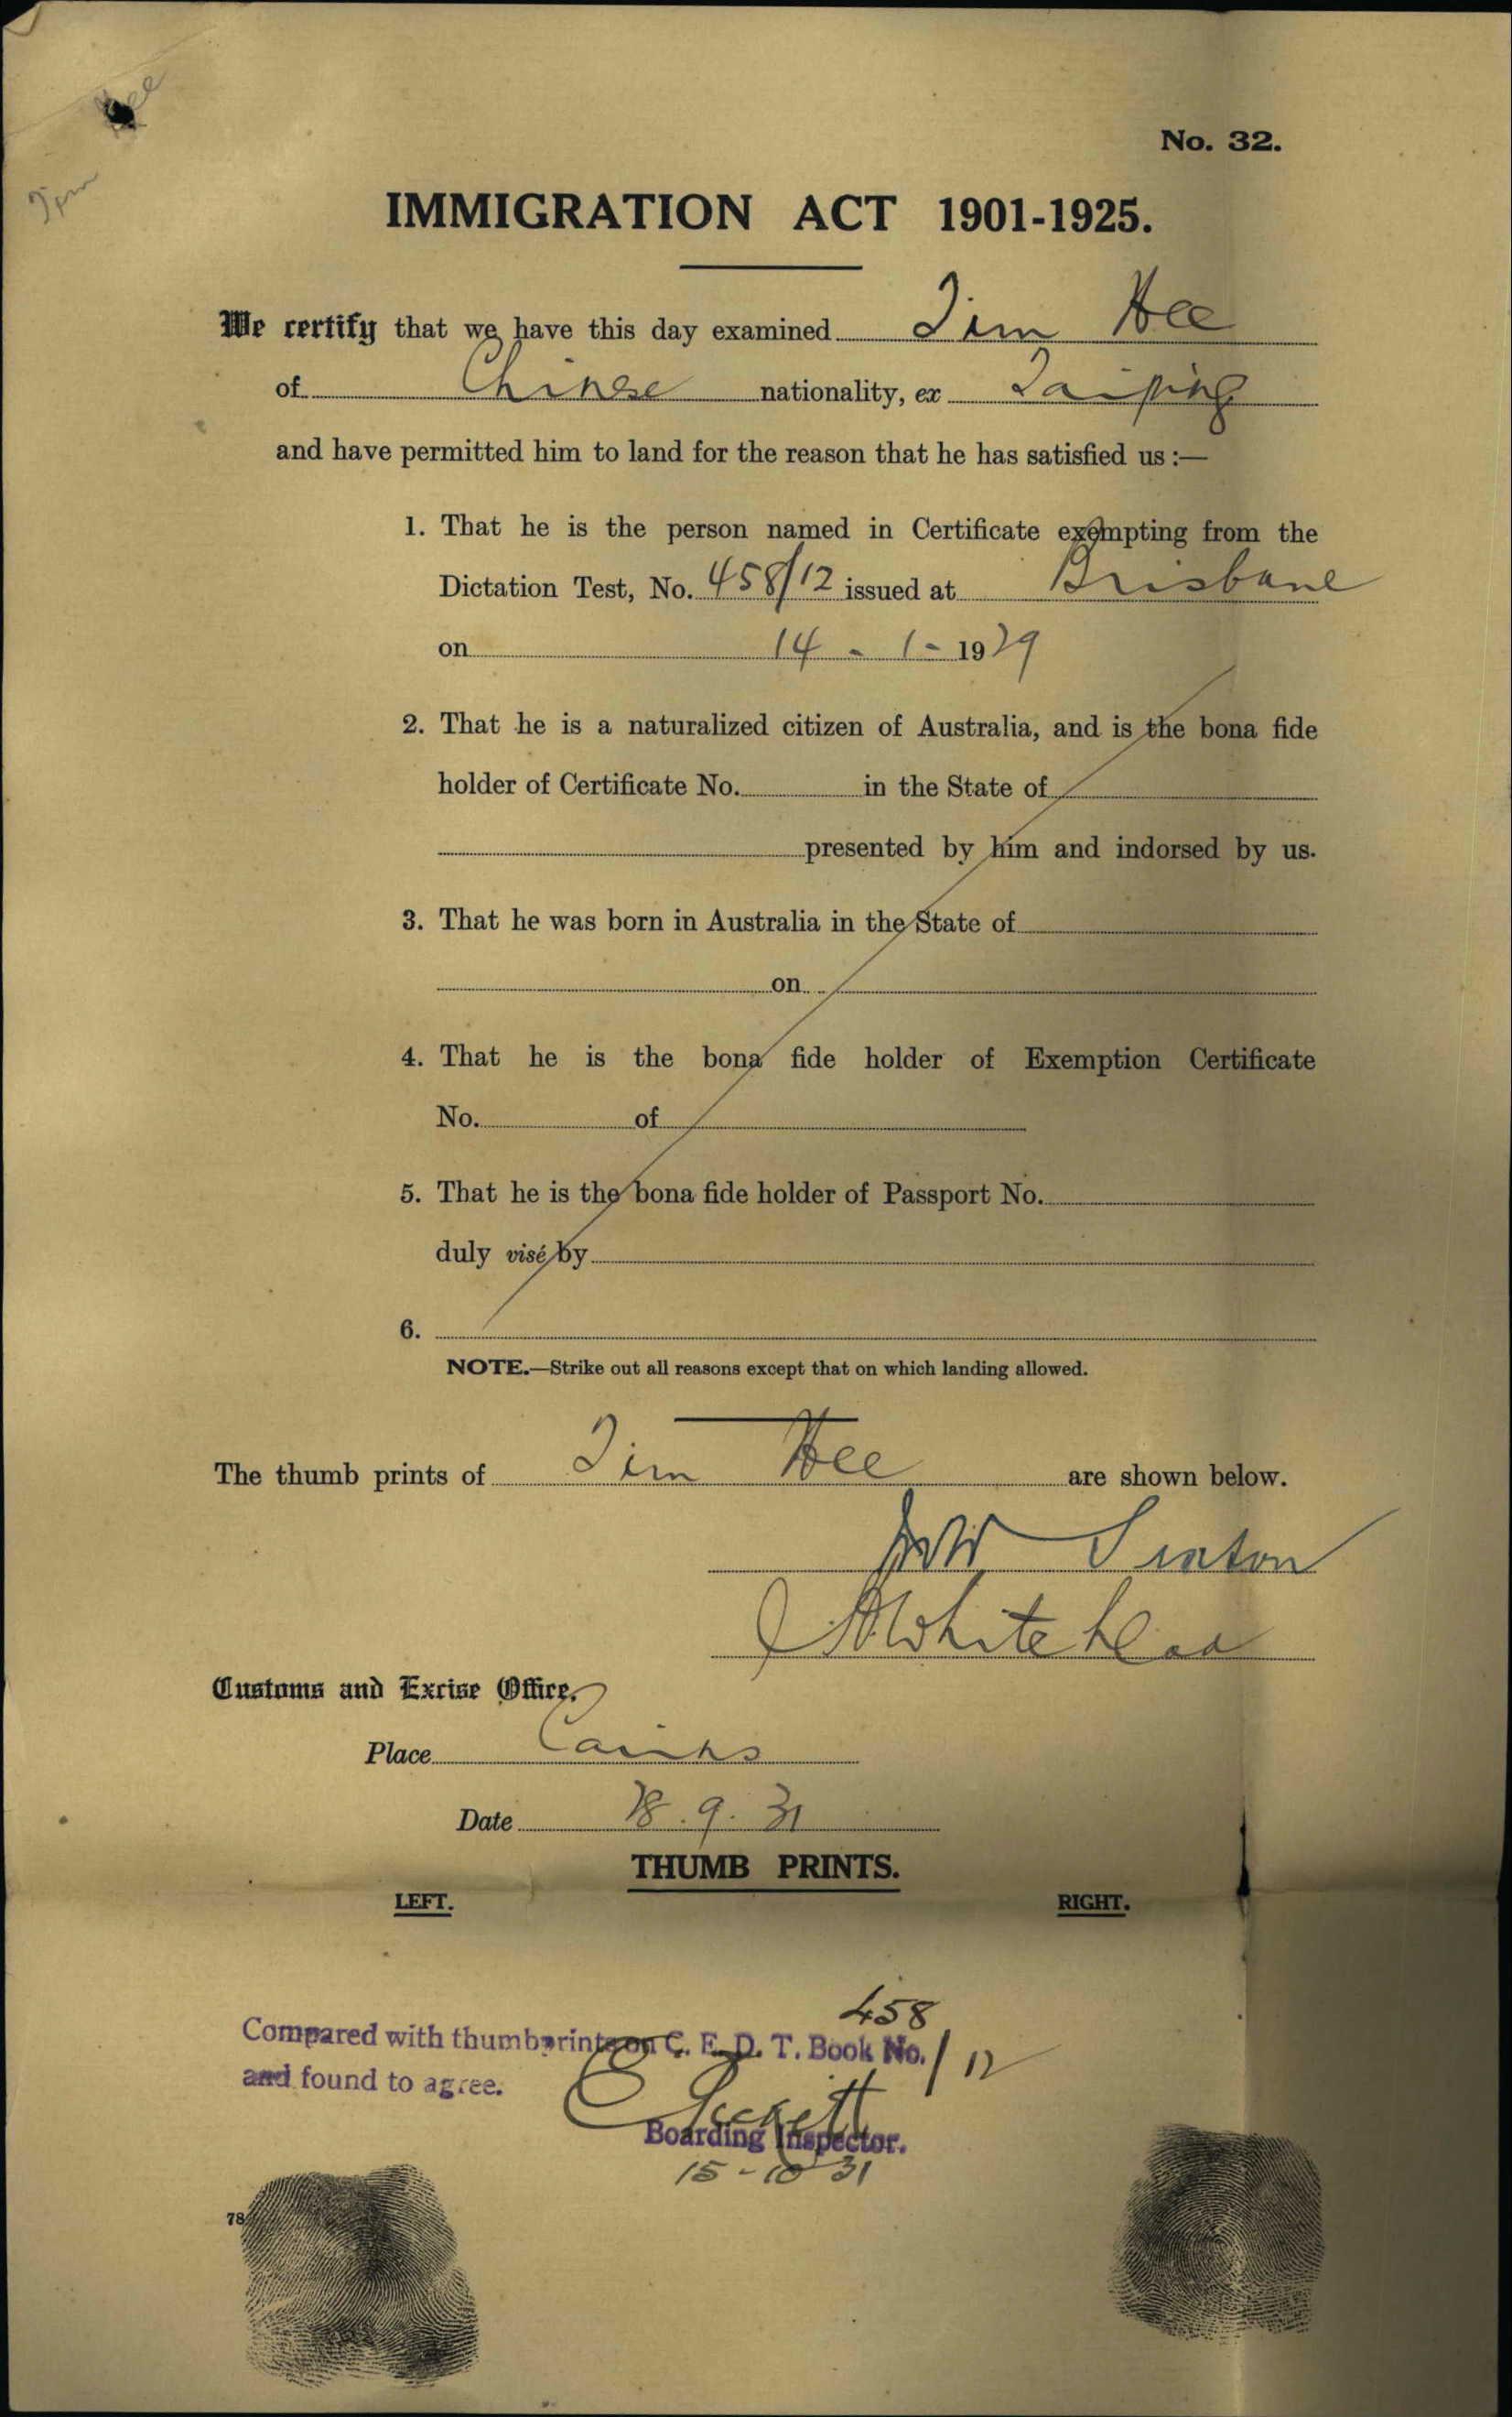 Hee
Jim
No. 32.
IMMIGRATION ACT 1901-1925.
We certify that we have this day examined Jim Hee
of Chinese nationality, ex Taiping
and have permitted him to land for the reason that he has satisfied us :—
1. That he is the person named in Certificate exempting from the
Dictation Test, No. 458/12 issued at Brisbane
on 14 - 1 - 1929
2. That he is a naturalized citizen of Australia, and is the bona fide
holder of Certificate No. in the State of
presented by him and indorsed by us.
3. That he was born in Australia in the State of
on
4. That he is the bona fide holder of Exemption Certificate
No. of
5. That he is the bona fide holder of Passport No.
duly visé by
6.
NOTE.—Strike out all reasons except that on which landing allowed.
The thumb prints of Jim Hee are shown below.
Sexton
Whitehead
Customs and Excise Office,
Place Cairns
Date 9. 31
THUMB PRINTS.
LEFT. RIGHT.
458
Compared with thumbprints on C. E. D. T. Book No. / 12
and found to agree.
Boarding Inspector.
15-10 31
78